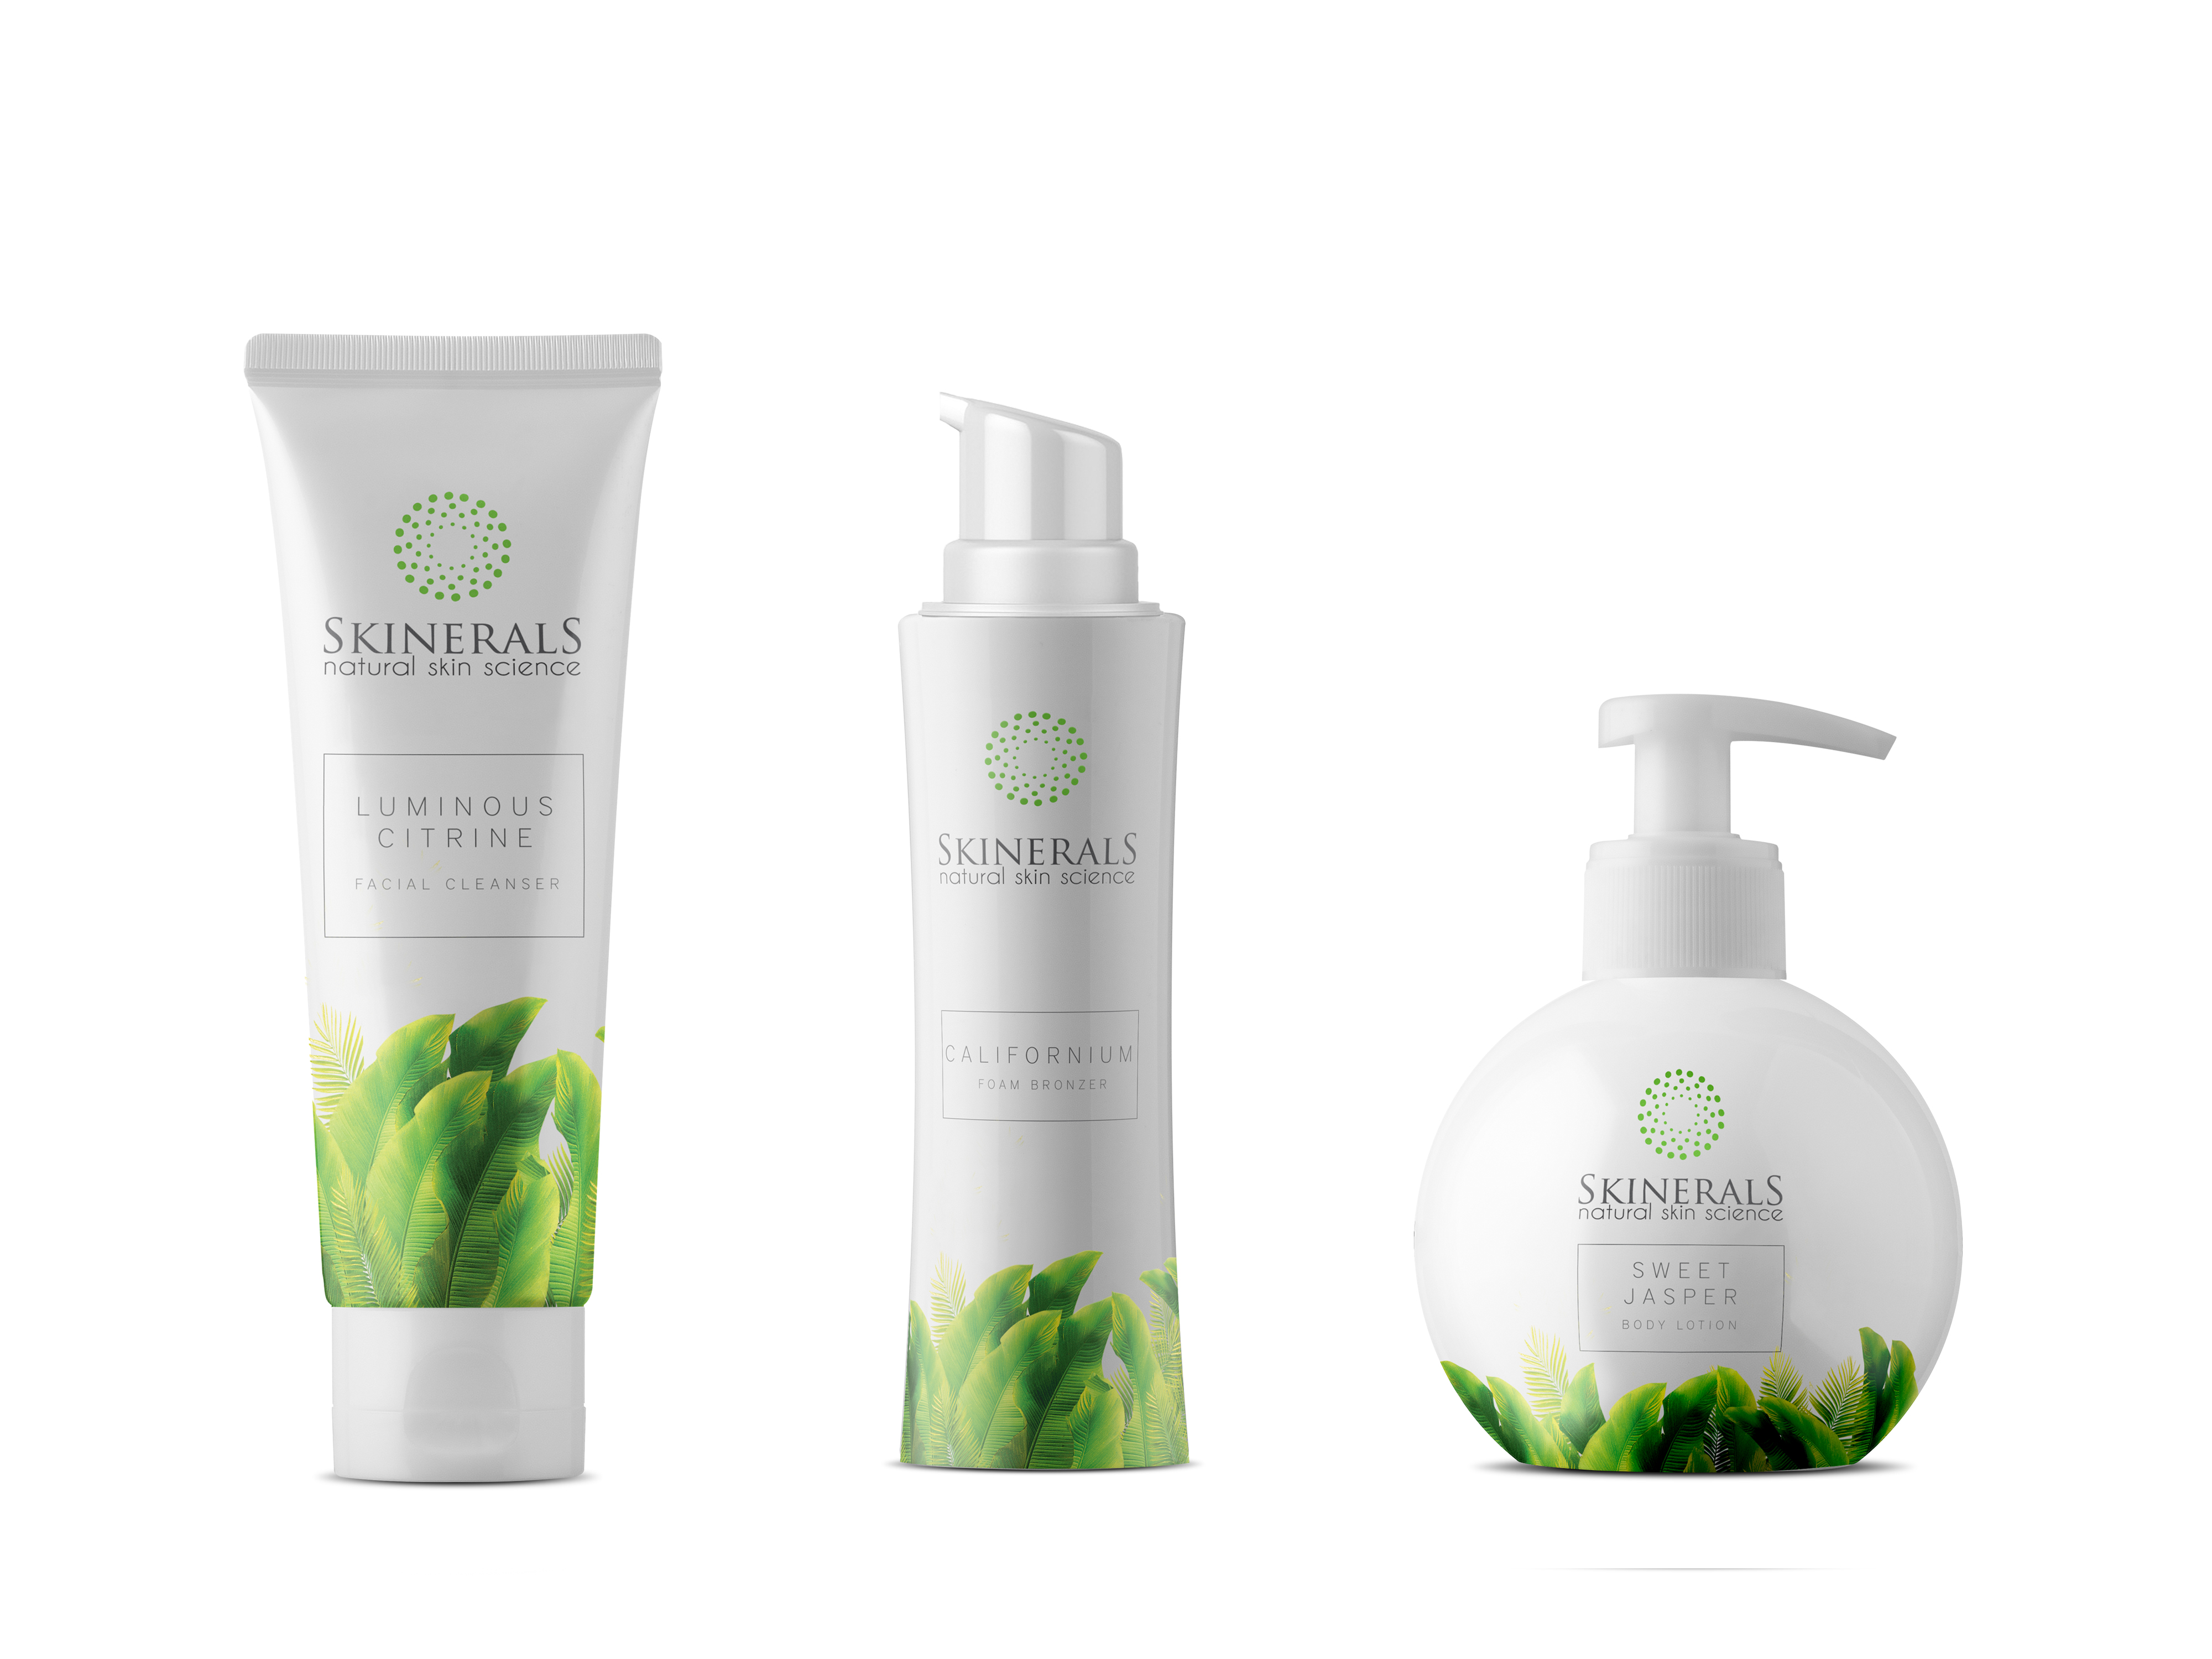 SKINERALS
natural skin science
LUMINOUS
CITRINE
FACIAL CLEANSER
SKINERALS
natural skin science
CALIFORNIUM
FOAM BRONZER
SKINERALS
natural skin science
SWEET
JASPER
BODY LOTION